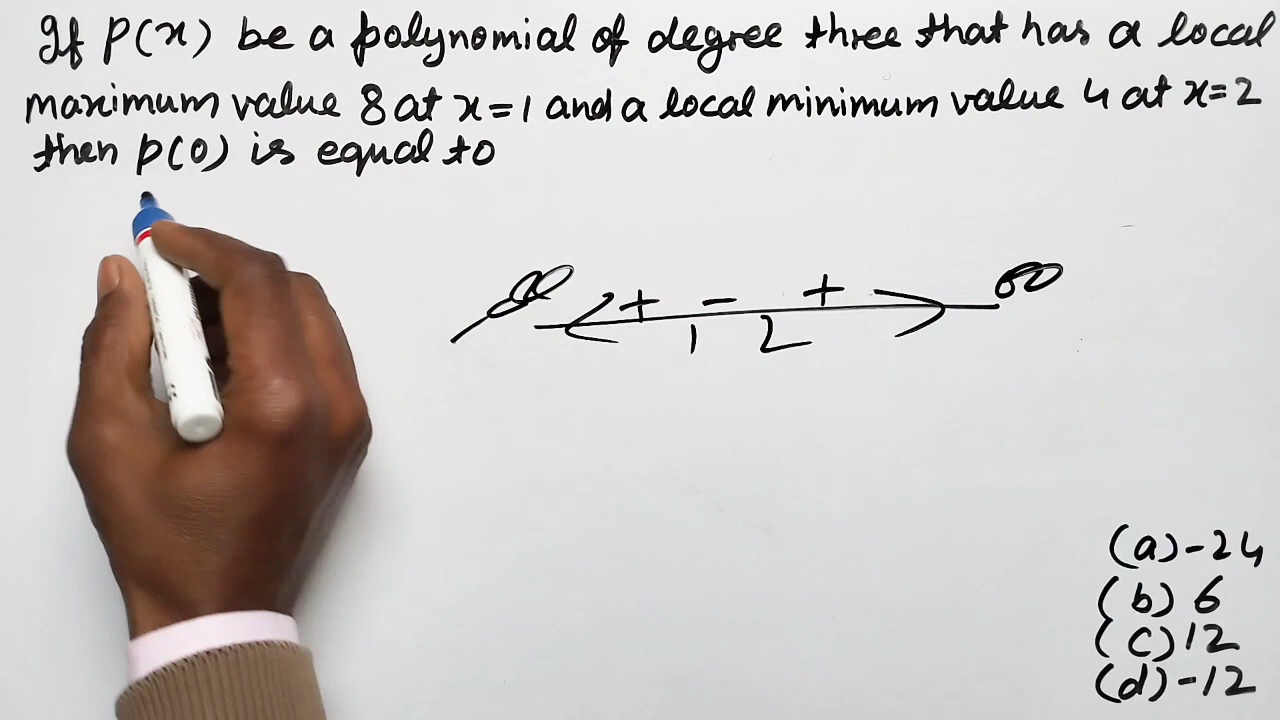 If P(x) be a polynomial of degree three that has a local
maximum value 8 at x=1 and a local minimum value 4 at x=2
then p(0) is equal to
-∞ + - + ∞
1 2
(a) -24
(b) 6
(c) 12
(d) -12